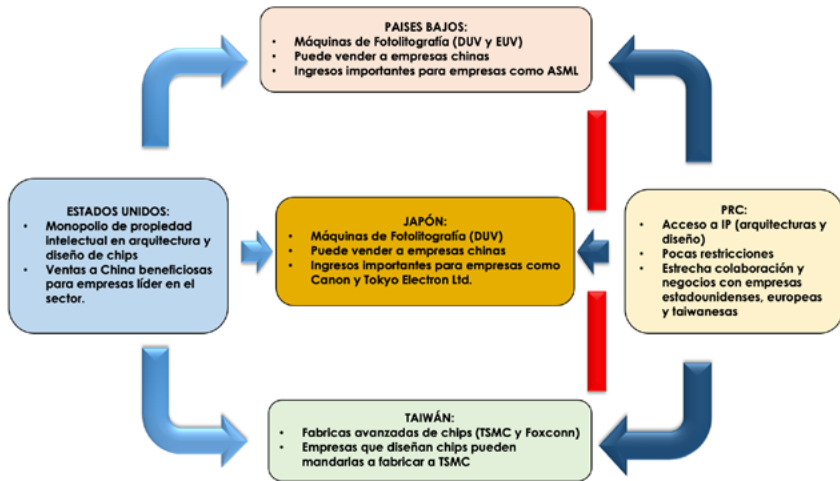 PAISES BAJOS:
• Máquinas de Fotolitografía (DUV y EUV)
• Puede vender a empresas chinas
• Ingresos importantes para empresas como ASML
ESTADOS UNIDOS:
• Monopolio de propiedad
intelectual en arquitectura y
diseño de chips
• Ventas a China beneficiosas
para empresas líder en el
sector.
JAPÓN:
• Máquinas de Fotolitografía (DUV)
• Puede vender a empresas chinas
• Ingresos importantes para empresas como
Canon y Tokyo Electron Ltd.
PRC:
• Acceso a IP (arquitecturas y
diseño)
• Pocas restricciones
• Estrecha colaboración y
negocios con empresas
estadounidenses, europeas
y taiwanesas
TAIWÁN:
• Fabricas avanzadas de chips (TSMC y Foxconn)
• Empresas que diseñan chips pueden
mandarlas a fabricar a TSMC